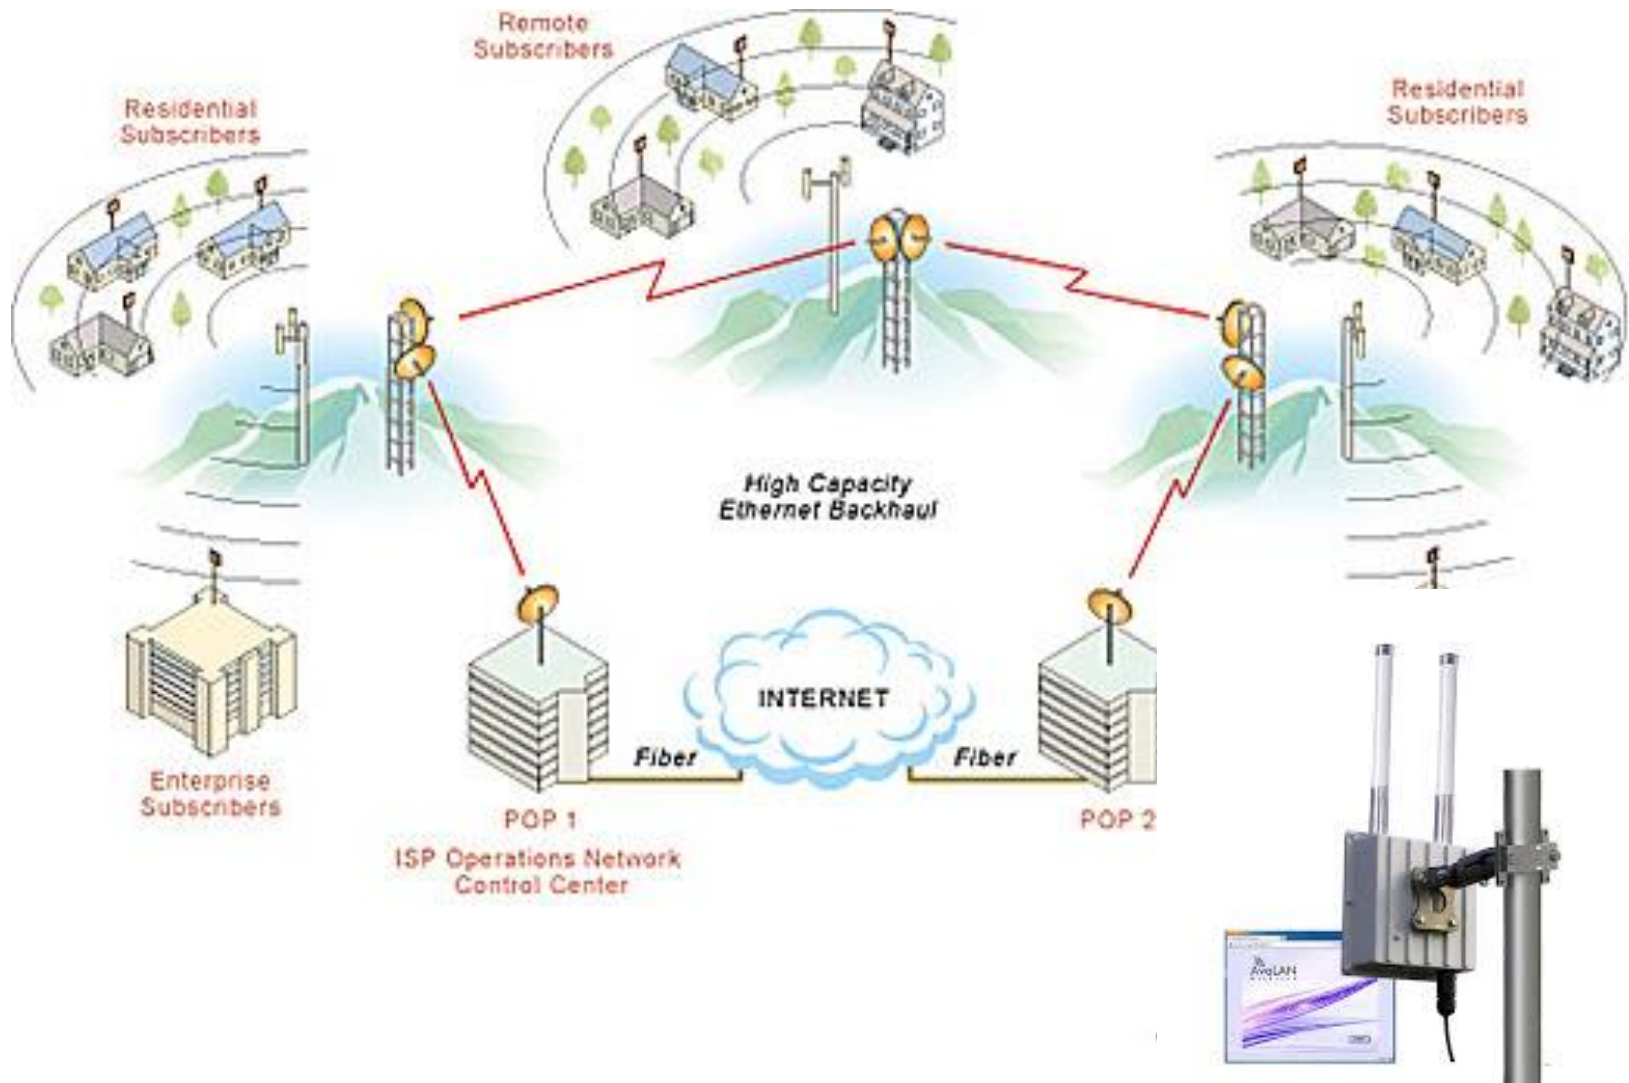 Remote
Subscribers
Residential
Subscribers
Residential
Subscribers
High Capacity
Ethernet Backhaul
INTERNET
Fiber
Fiber
Enterprise
Subscribers
POP 1
POP 2
ISP Operations Network
Control Center
AvaLAN